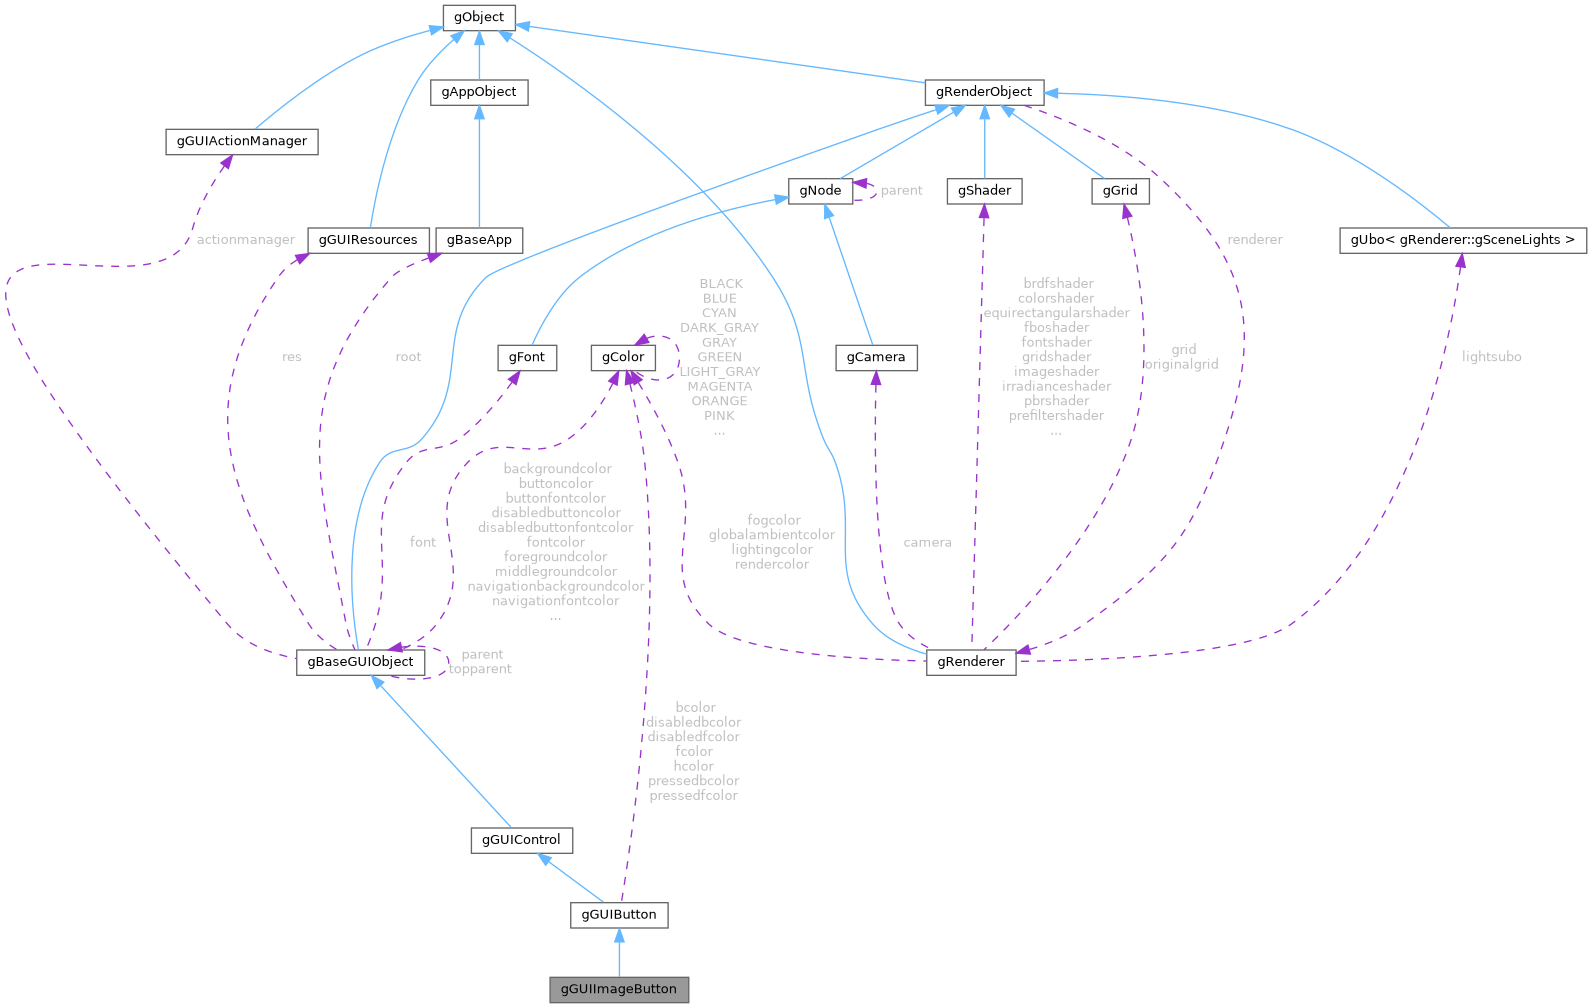 gObject
gRenderObject
gAppObject
gGUIActionManager
gNode
parent
gShader
gGrid
actionmanager
gGUIResources
gBaseApp
renderer
gUbo< gRenderer::gSceneLights >
BLACK
BLUE
CYAN
DARK_GRAY
GRAY
GREEN
LIGHT_GRAY
MAGENTA
ORANGE
PINK
...
brdfshader
colorshader
equirectangularshader
fboshader
fontshader
gridshader
imageshader
irradianceshader
pbrshader
prefiltershader
...
res
root
gFont
gColor
gCamera
grid
originalgrid
lightsubo
backgroundcolor
buttoncolor
buttonfontcolor
disabledbuttoncolor
disabledbuttonfontcolor
fontcolor
foregroundcolor
middlegroundcolor
navigationbackgroundcolor
navigationfontcolor
...
font
fogcolor
globalambientcolor
lightingcolor
rendercolor
camera
gBaseGUIObject
parent
topparent
gRenderer
bcolor
disabledbcolor
disabledfcolor
fcolor
hcolor
pressedbcolor
pressedfcolor
gGUIControl
gGUIButton
gGUIImageButton